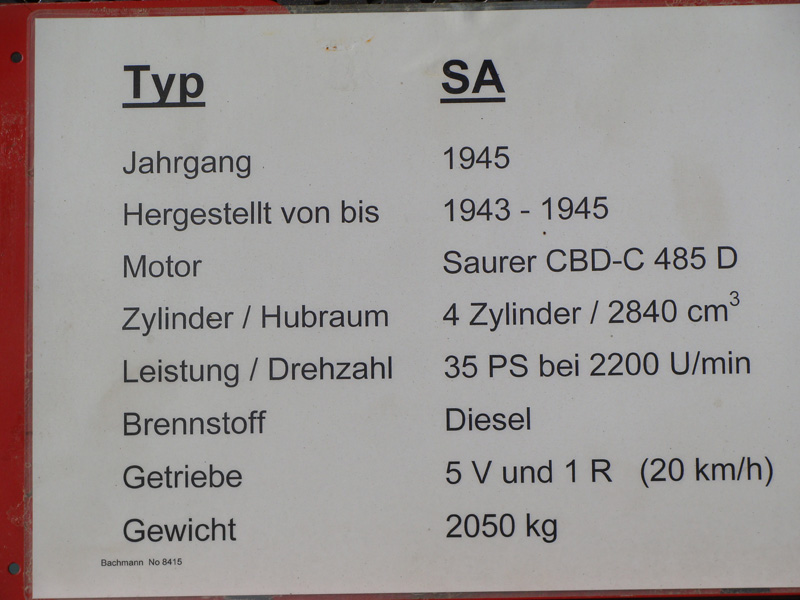 Typ SA
Jahrgang 1945
Hergestellt von bis 1943 - 1945
Motor Saurer CBD-C 485 D
Zylinder / Hubraum 4 Zylinder / 2840 cm³
Leistung / Drehzahl 35 PS bei 2200 U/min
Brennstoff Diesel
Getriebe 5 V und 1 R (20 km/h)
Gewicht 2050 kg
Bachmann No 8415